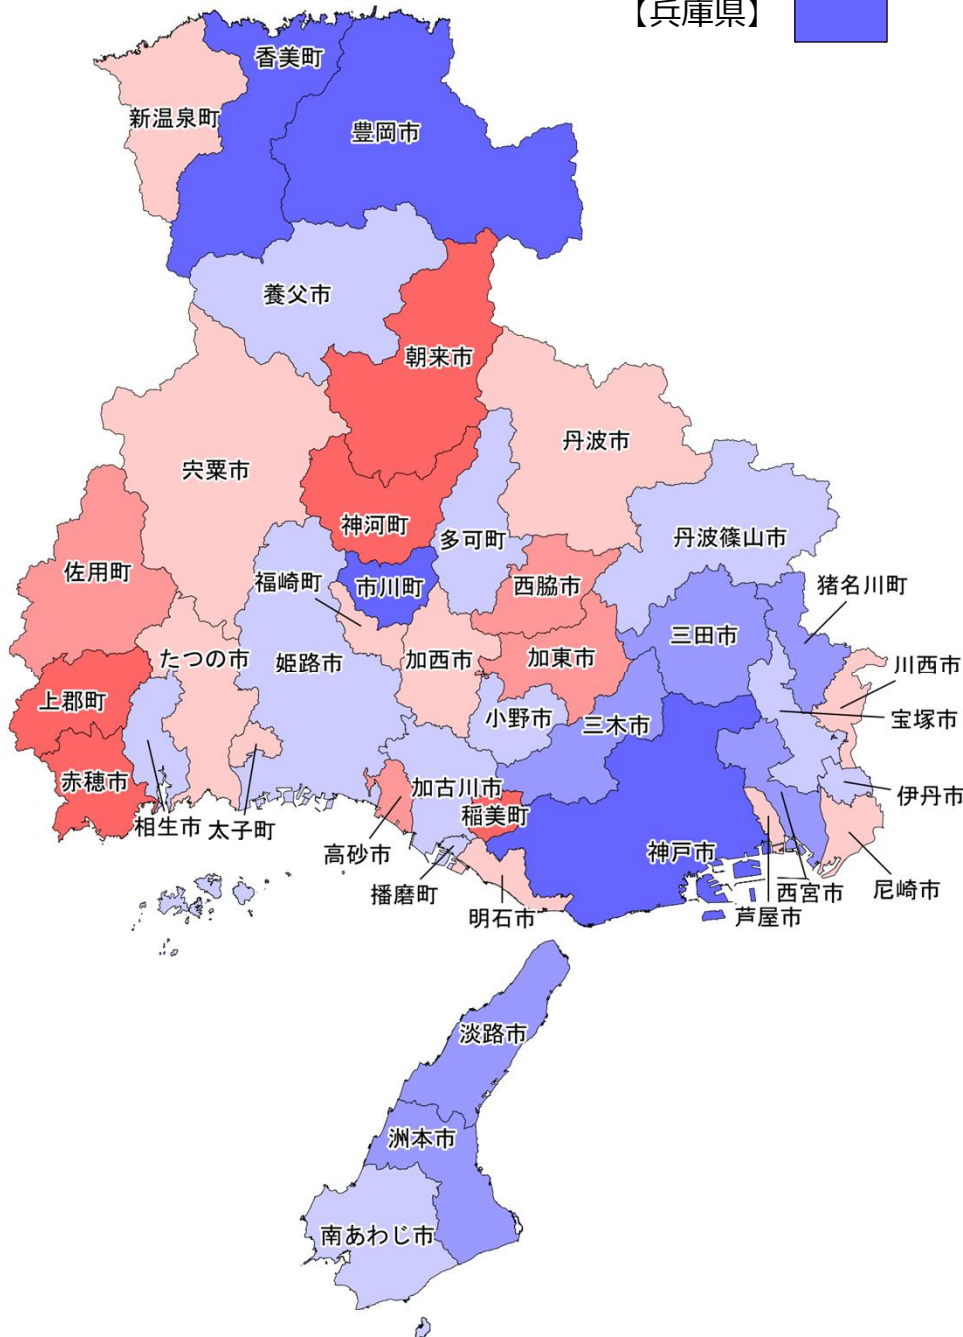 【兵庫県】
香美町
新温泉町
豊岡市
養父市
朝来市
丹波市
宍粟市
神河町
多可町
丹波篠山市
佐用町
福崎町
市川町
西脇市
猪名川町
三田市
たつの市
姫路市
加西市
加東市
川西市
上郡町
小野市
三木市
宝塚市
赤穂市
加古川市
伊丹市
稲美町
相生市
太子町
高砂市
神戸市
播磨町
西宮市
尼崎市
明石市
芦屋市
淡路市
洲本市
南あわじ市